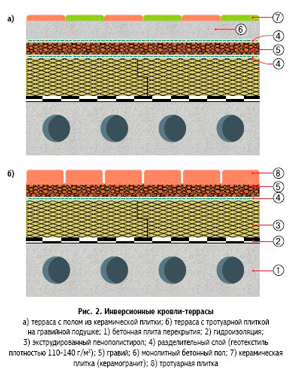 а)
7
6
4
5
4
б)
8
5
4
3
2
1
Рис. 2. Инверсионные кровли-террасы
а) терраса с полом из керамической плитки; б) терраса с тротуарной плиткой
на гравийной подушке; 1) бетонная плита перекрытия; 2) гидроизоляция;
3) экструдированный пенополистирол; 4) разделительный слой (геотекстиль
плотностью 110-140 г/м²); 5) гравий; 6) монолитный бетонный пол; 7) керамическая
плитка (керамогранит); 8) тротуарная плитка